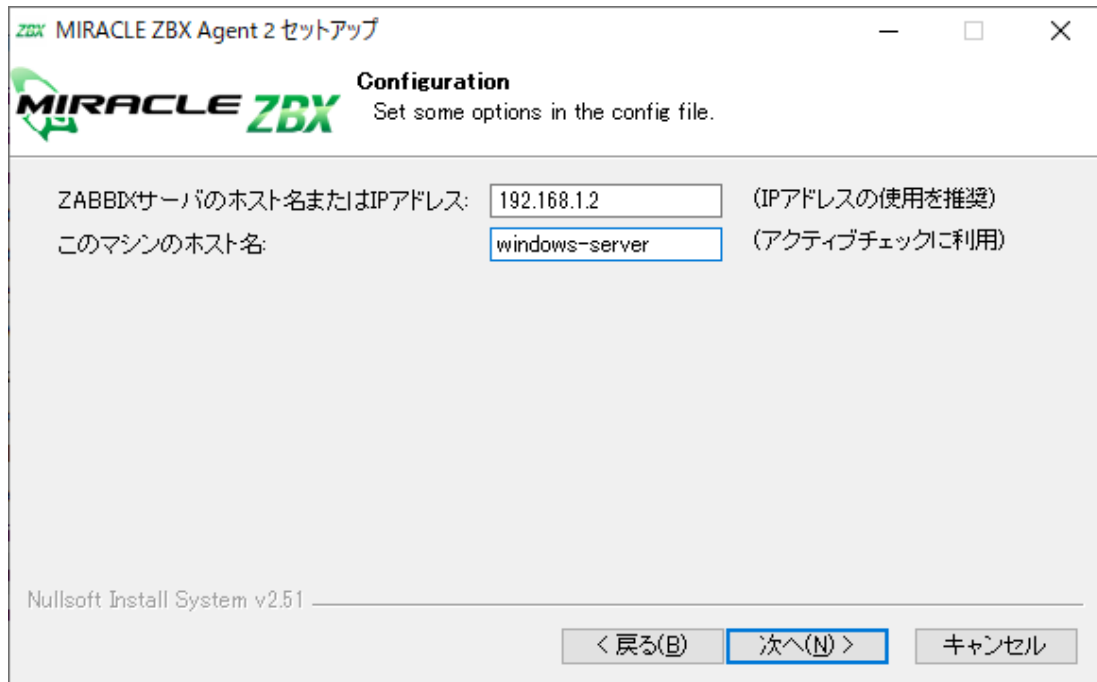 ZBX MIRACLE ZBX Agent 2 セットアップ
MIRACLE ZBX
Configuration
Set some options in the config file.
ZABBIXサーバのホスト名またはIPアドレス: 192.168.1.2 (IPアドレスの使用を推奨)
このマシンのホスト名: windows-server (アクティブチェックに利用)
Nullsoft Install System v2.51
< 戻る(B) 次へ(N) > キャンセル